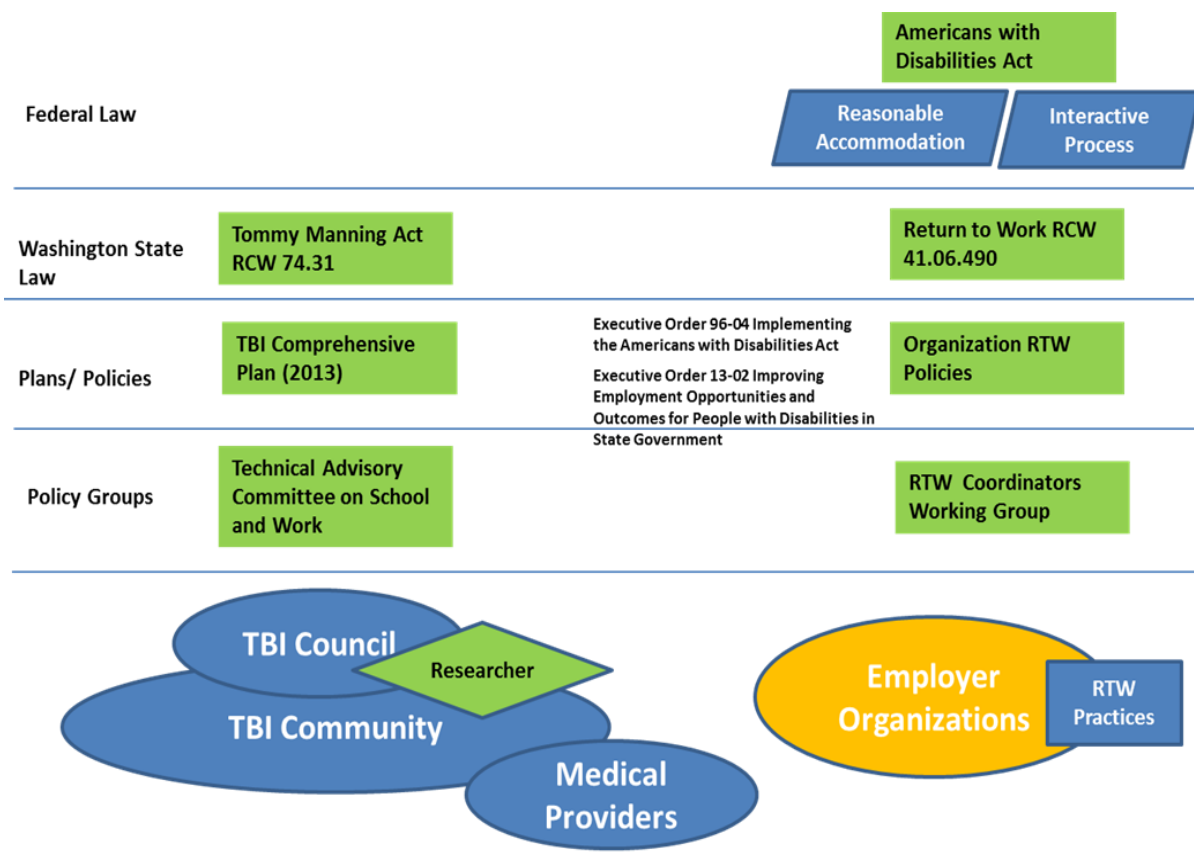 Americans with
Disabilities Act
Federal Law
Reasonable
Accommodation
Interactive
Process
Washington State
Law
Tommy Manning Act
RCW 74.31
Return to Work RCW
41.06.490
Plans/ Policies
TBI Comprehensive
Plan (2013)
Executive Order 96-04 Implementing
the Americans with Disabilities Act
Executive Order 13-02 Improving
Employment Opportunities and
Outcomes for People with Disabilities in
State Government
Organization RTW
Policies
Policy Groups
Technical Advisory
Committee on School
and Work
RTW Coordinators
Working Group
TBI Council
Researcher
TBI Community
Medical
Providers
Employer
Organizations
RTW
Practices